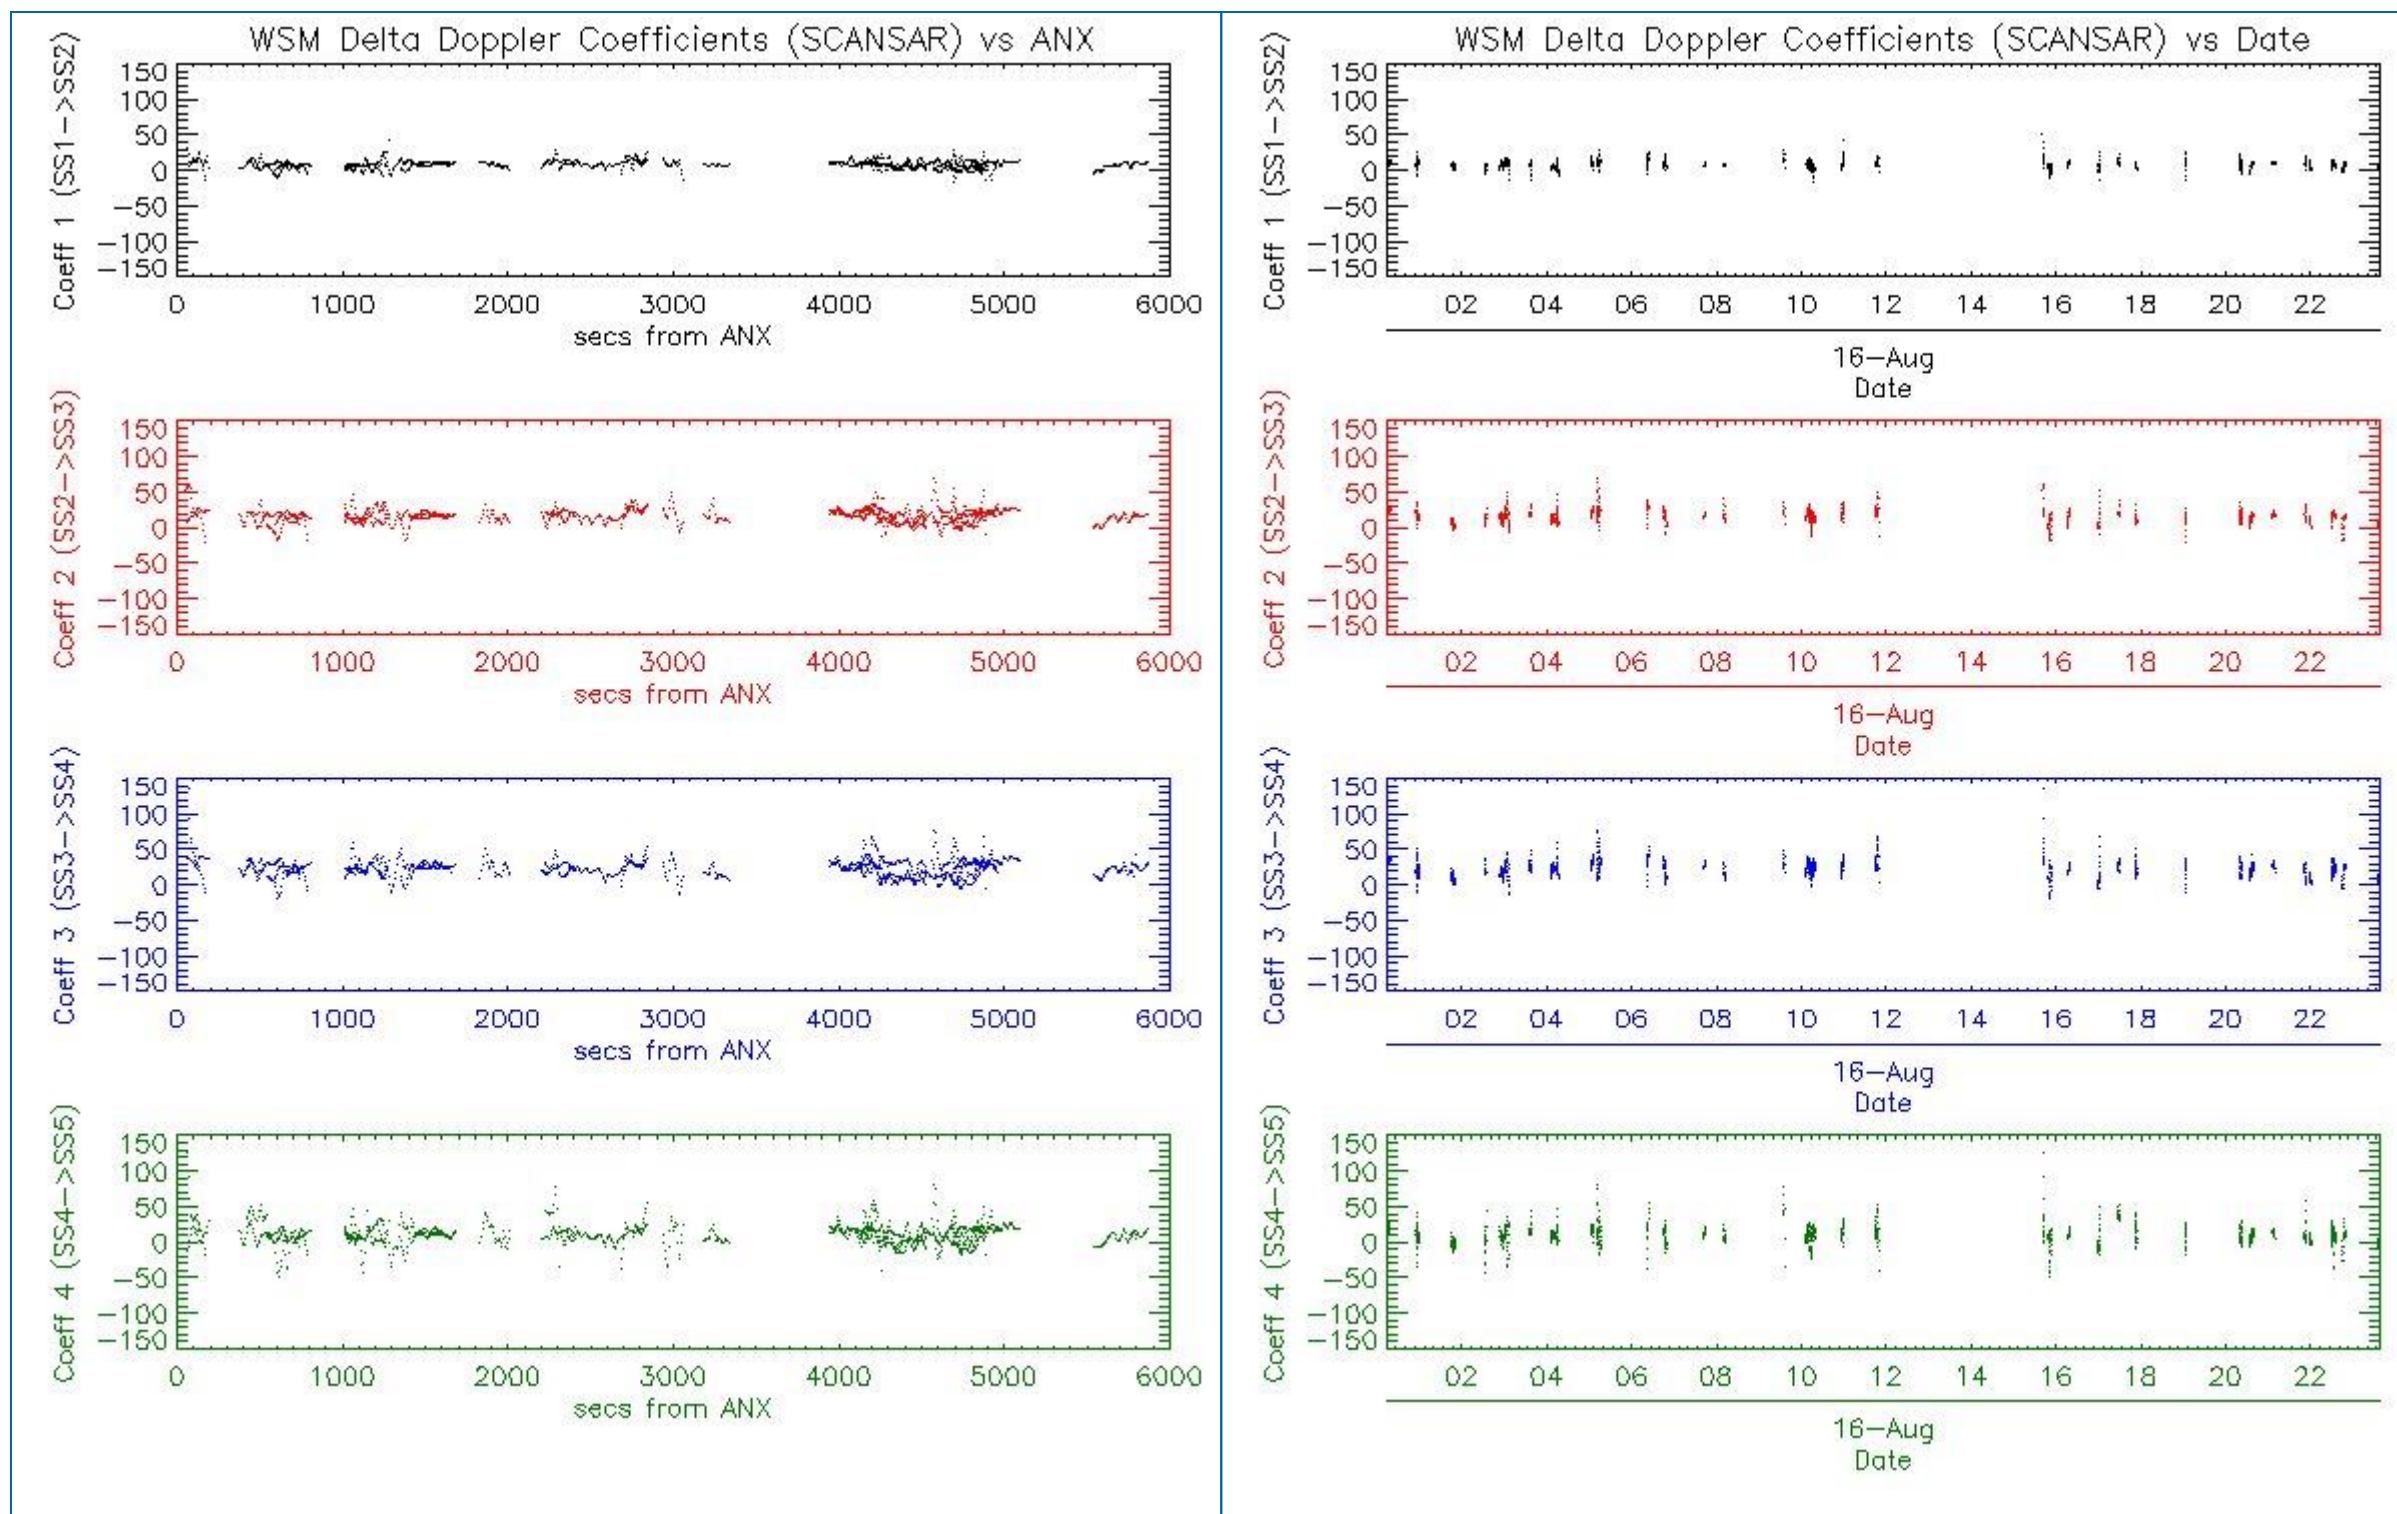 WSM Delta Doppler Coefficients (SCANSAR) vs ANX
Coeff 1 (SS1->SS2)
150
100
50
0
-50
-100
-150
0 1000 2000 3000 4000 5000 6000
secs from ANX
Coeff 2 (SS2->SS3)
150
100
50
0
-50
-100
-150
0 1000 2000 3000 4000 5000 6000
secs from ANX
Coeff 3 (SS3->SS4)
150
100
50
0
-50
-100
-150
0 1000 2000 3000 4000 5000 6000
secs from ANX
Coeff 4 (SS4->SS5)
150
100
50
0
-50
-100
-150
0 1000 2000 3000 4000 5000 6000
secs from ANX
WSM Delta Doppler Coefficients (SCANSAR) vs Date
Coeff 1 (SS1->SS2)
150
100
50
0
-50
-100
-150
02 04 06 08 10 12 14 16 18 20 22
16-Aug
Date
Coeff 2 (SS2->SS3)
150
100
50
0
-50
-100
-150
02 04 06 08 10 12 14 16 18 20 22
16-Aug
Date
Coeff 3 (SS3->SS4)
150
100
50
0
-50
-100
-150
02 04 06 08 10 12 14 16 18 20 22
16-Aug
Date
Coeff 4 (SS4->SS5)
150
100
50
0
-50
-100
-150
02 04 06 08 10 12 14 16 18 20 22
16-Aug
Date